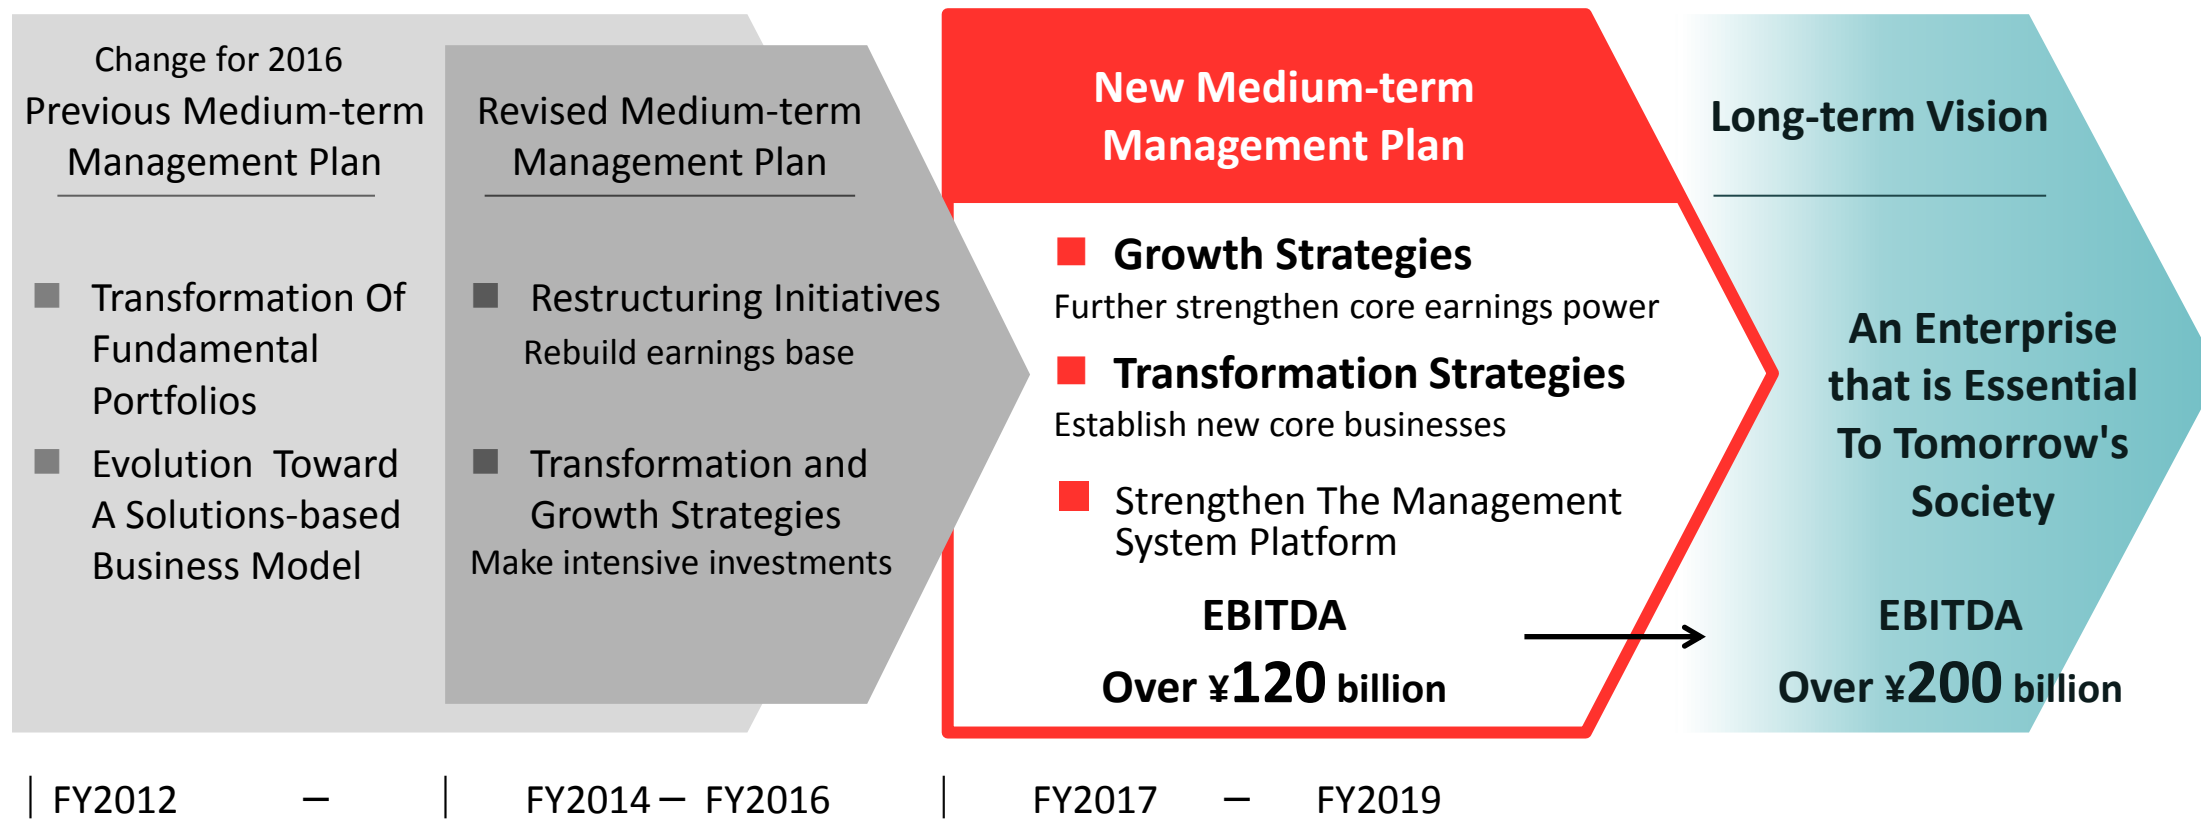 Change for 2016
Previous Medium-term
Management Plan
Transformation Of
Fundamental
Portfolios
Evolution Toward
A Solutions-based
Business Model
Revised Medium-term
Management Plan
Restructuring Initiatives
Rebuild earnings base
Transformation and
Growth Strategies
Make intensive investments
New Medium-term
Management Plan
Growth Strategies
Further strengthen core earnings power
Transformation Strategies
Establish new core businesses
Strengthen The Management
System Platform
EBITDA
Over ¥120 billion
Long-term Vision
An Enterprise
that is Essential
To Tomorrow's
Society
EBITDA
Over ¥200 billion
FY2012 –
FY2014 – FY2016
FY2017 – FY2019